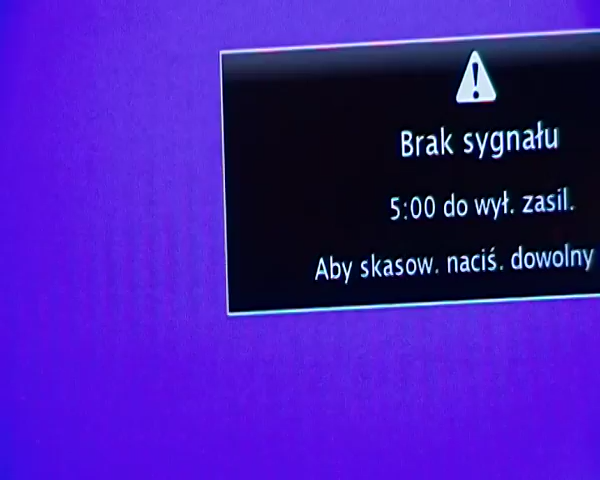 Brak sygnału
5:00 do wył. zasil.
Aby skasow. naciś. dowolny